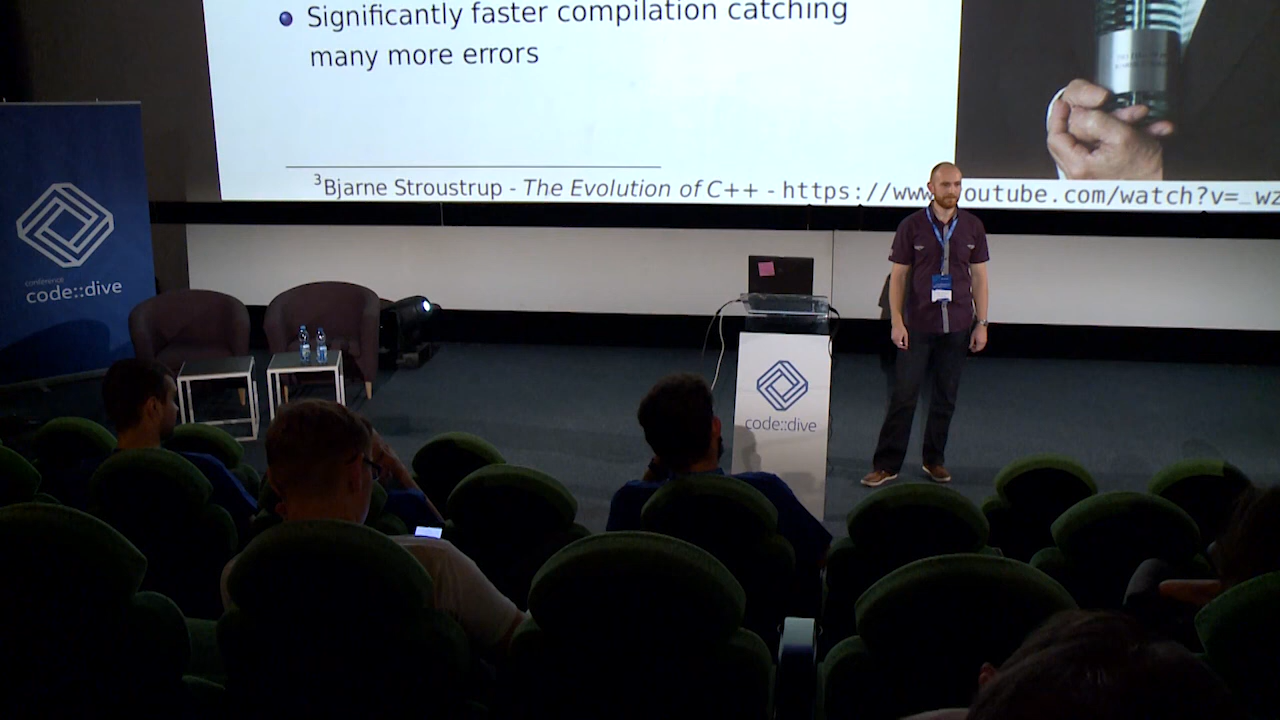 Significantly faster compilation catching
many more errors
3Bjarne Stroustrup - The Evolution of C++ - https://www.youtube.com/watch?v=_wz
conference
code::dive
code::dive